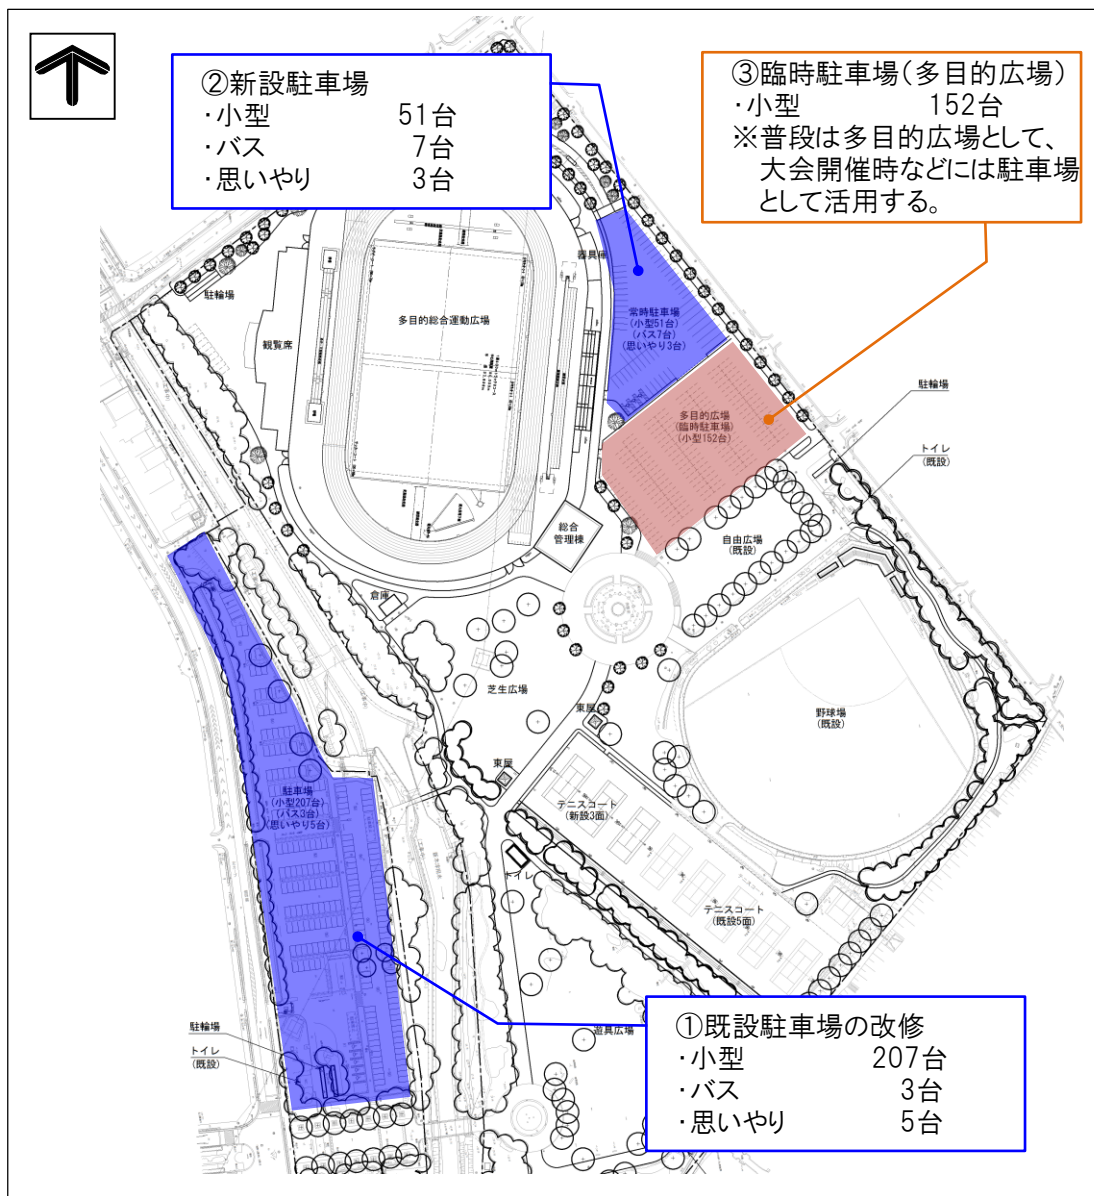 ②新設駐車場
・小型 51台
・バス 7台
・思いやり 3台
③臨時駐車場(多目的広場)
・小型 152台
※普段は多目的広場として、
大会開催時などには駐車場
として活用する。
器具庫
駐輪場
多目的総合運動広場
観覧席
常時駐車場
(小型51台)
(バス7台)
(思いやり3台)
多目的広場
(臨時駐車場)
(小型152台)
駐輪場
トイレ
(既設)
総合
管理棟
自由広場
(既設)
倉庫
芝生広場
東屋
野球場
(既設)
東屋
駐車場
(小型207台)
(バス3台)
(思いやり5台)
テニスコート
(新設3面)
トイレ
テニスコート
(既設5面)
駐輪場
トイレ
(既設)
遊具広場
①既設駐車場の改修
・小型 207台
・バス 3台
・思いやり 5台